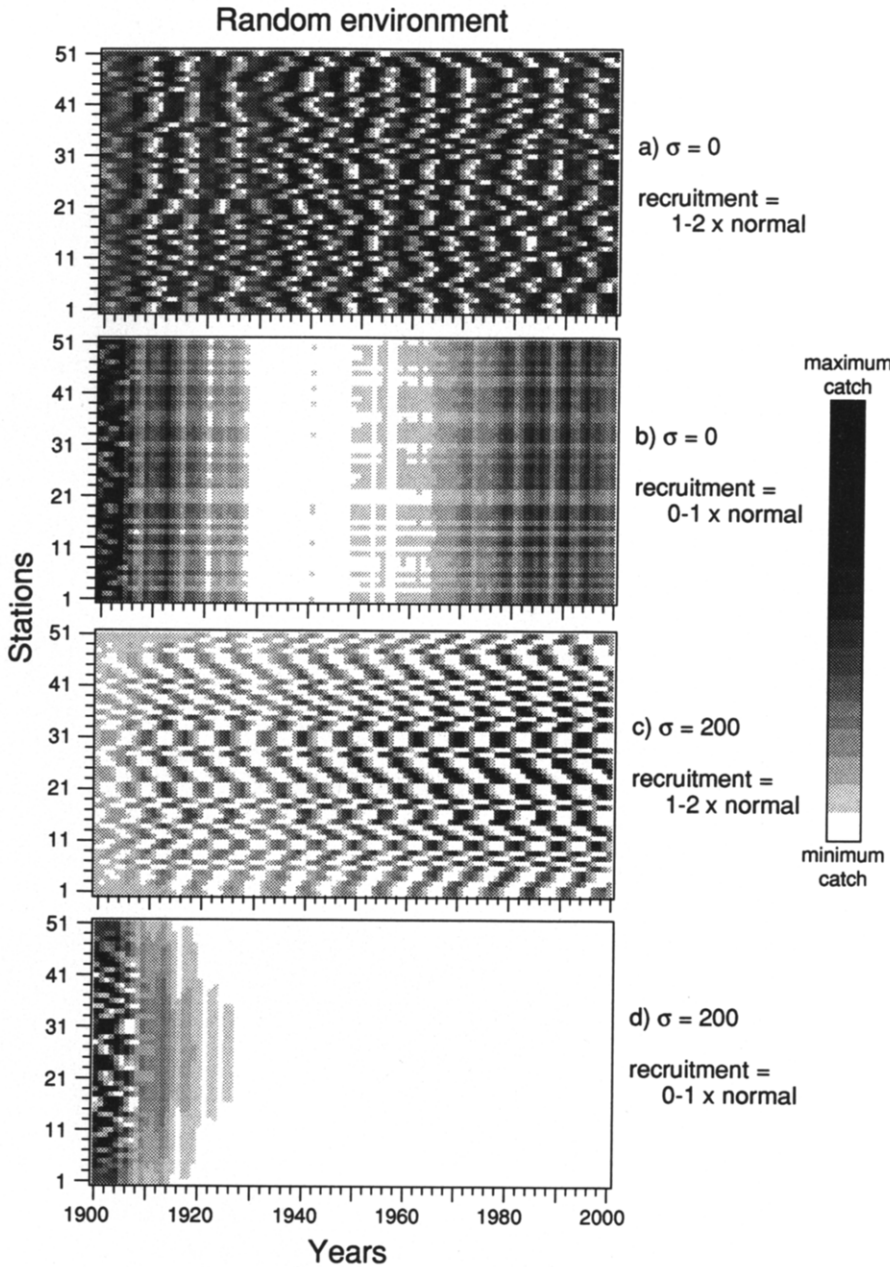 Random environment
51
41
31
21
11
1
a) σ = 0
recruitment =
1-2 x normal
51
41
31
21
11
1
b) σ = 0
recruitment =
0-1 x normal
maximum
catch
minimum
catch
Stations
51
41
31
21
11
1
c) σ = 200
recruitment =
1-2 x normal
51
41
31
21
11
1
d) σ = 200
recruitment =
0-1 x normal
1900
1920
1940
1960
1980
2000
Years